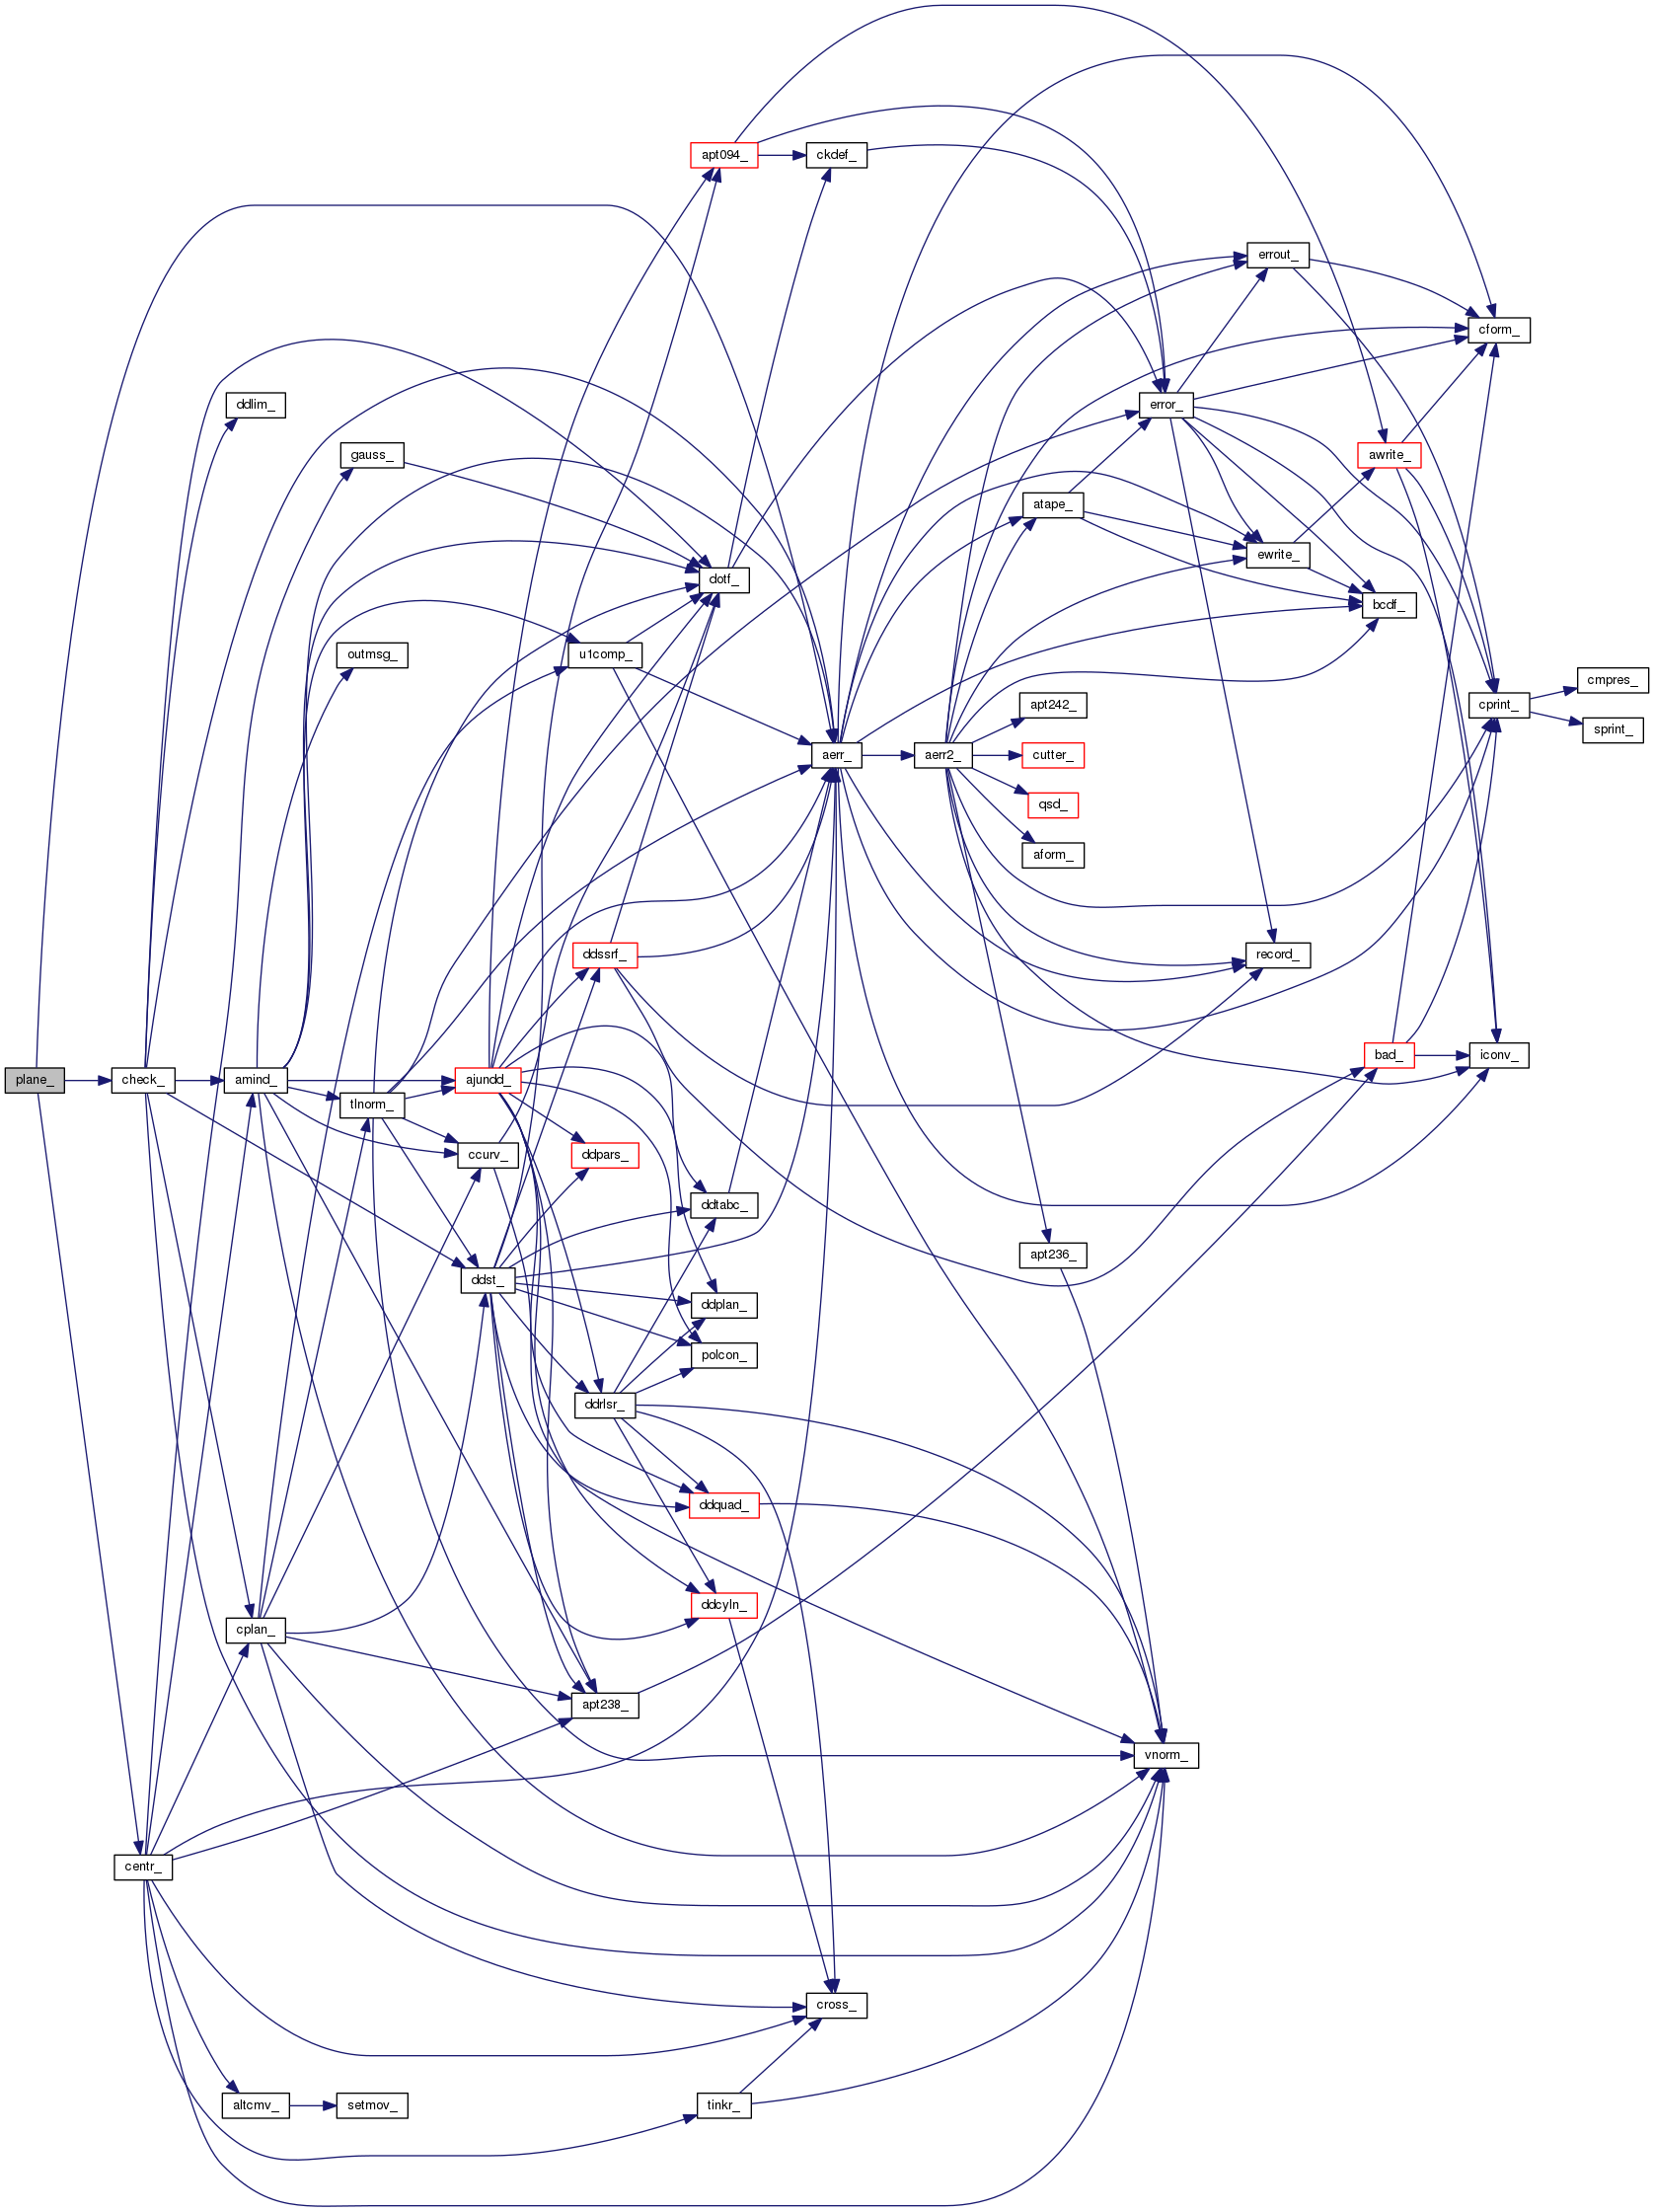 apt094_
ckdef_
errout_
cform_
ddlim_
error_
gauss_
awrite_
atape_
ewrite_
dotf_
bcdf_
outmsg_
u1comp_
cmpres_
apt242_
cprint_
sprint_
aerr_
aerr2_
cutter_
qsd_
aform_
ddssrf_
record_
bad_
iconv_
plane_
check_
amind_
ajundd_
tlnorm_
ccurv_
ddpars_
ddtabc_
apt236_
ddst_
ddplan_
polcon_
ddrlsr_
ddquad_
ddcyln_
cplan_
apt238_
vnorm_
centr_
cross_
altcmv_
setmov_
tinkr_